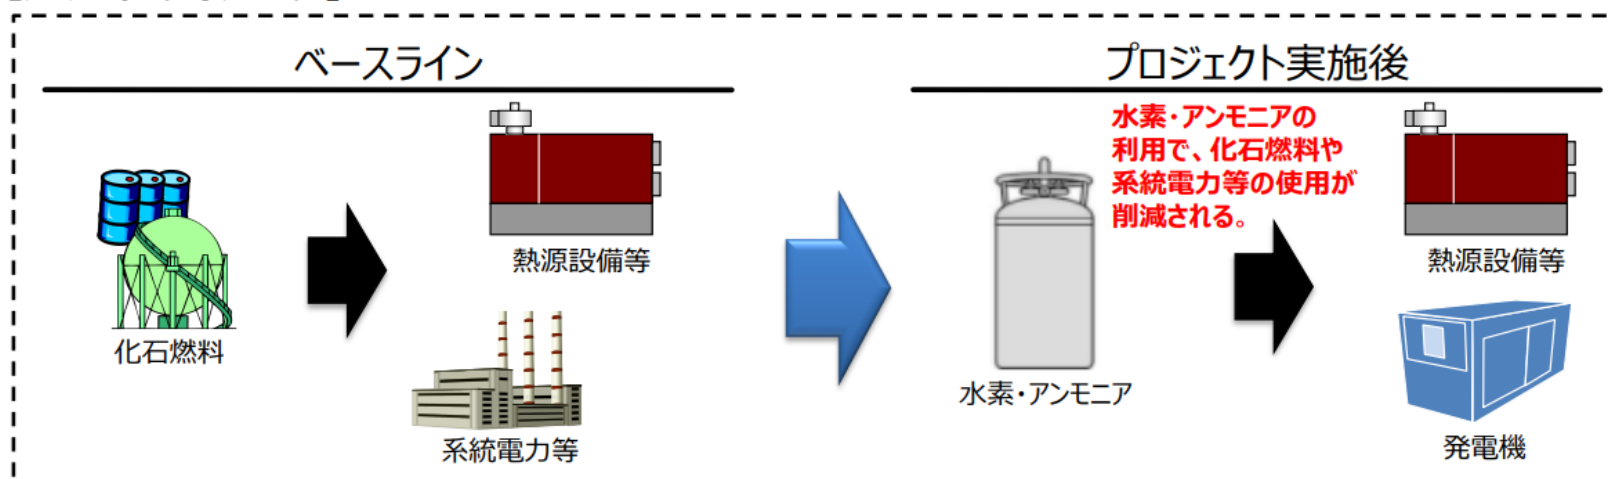 ベースライン
プロジェクト実施後
水素・アンモニアの
利用で、化石燃料や
系統電力等の使用が
削減される。
熱源設備等
熱源設備等
化石燃料
水素・アンモニア
系統電力等
発電機